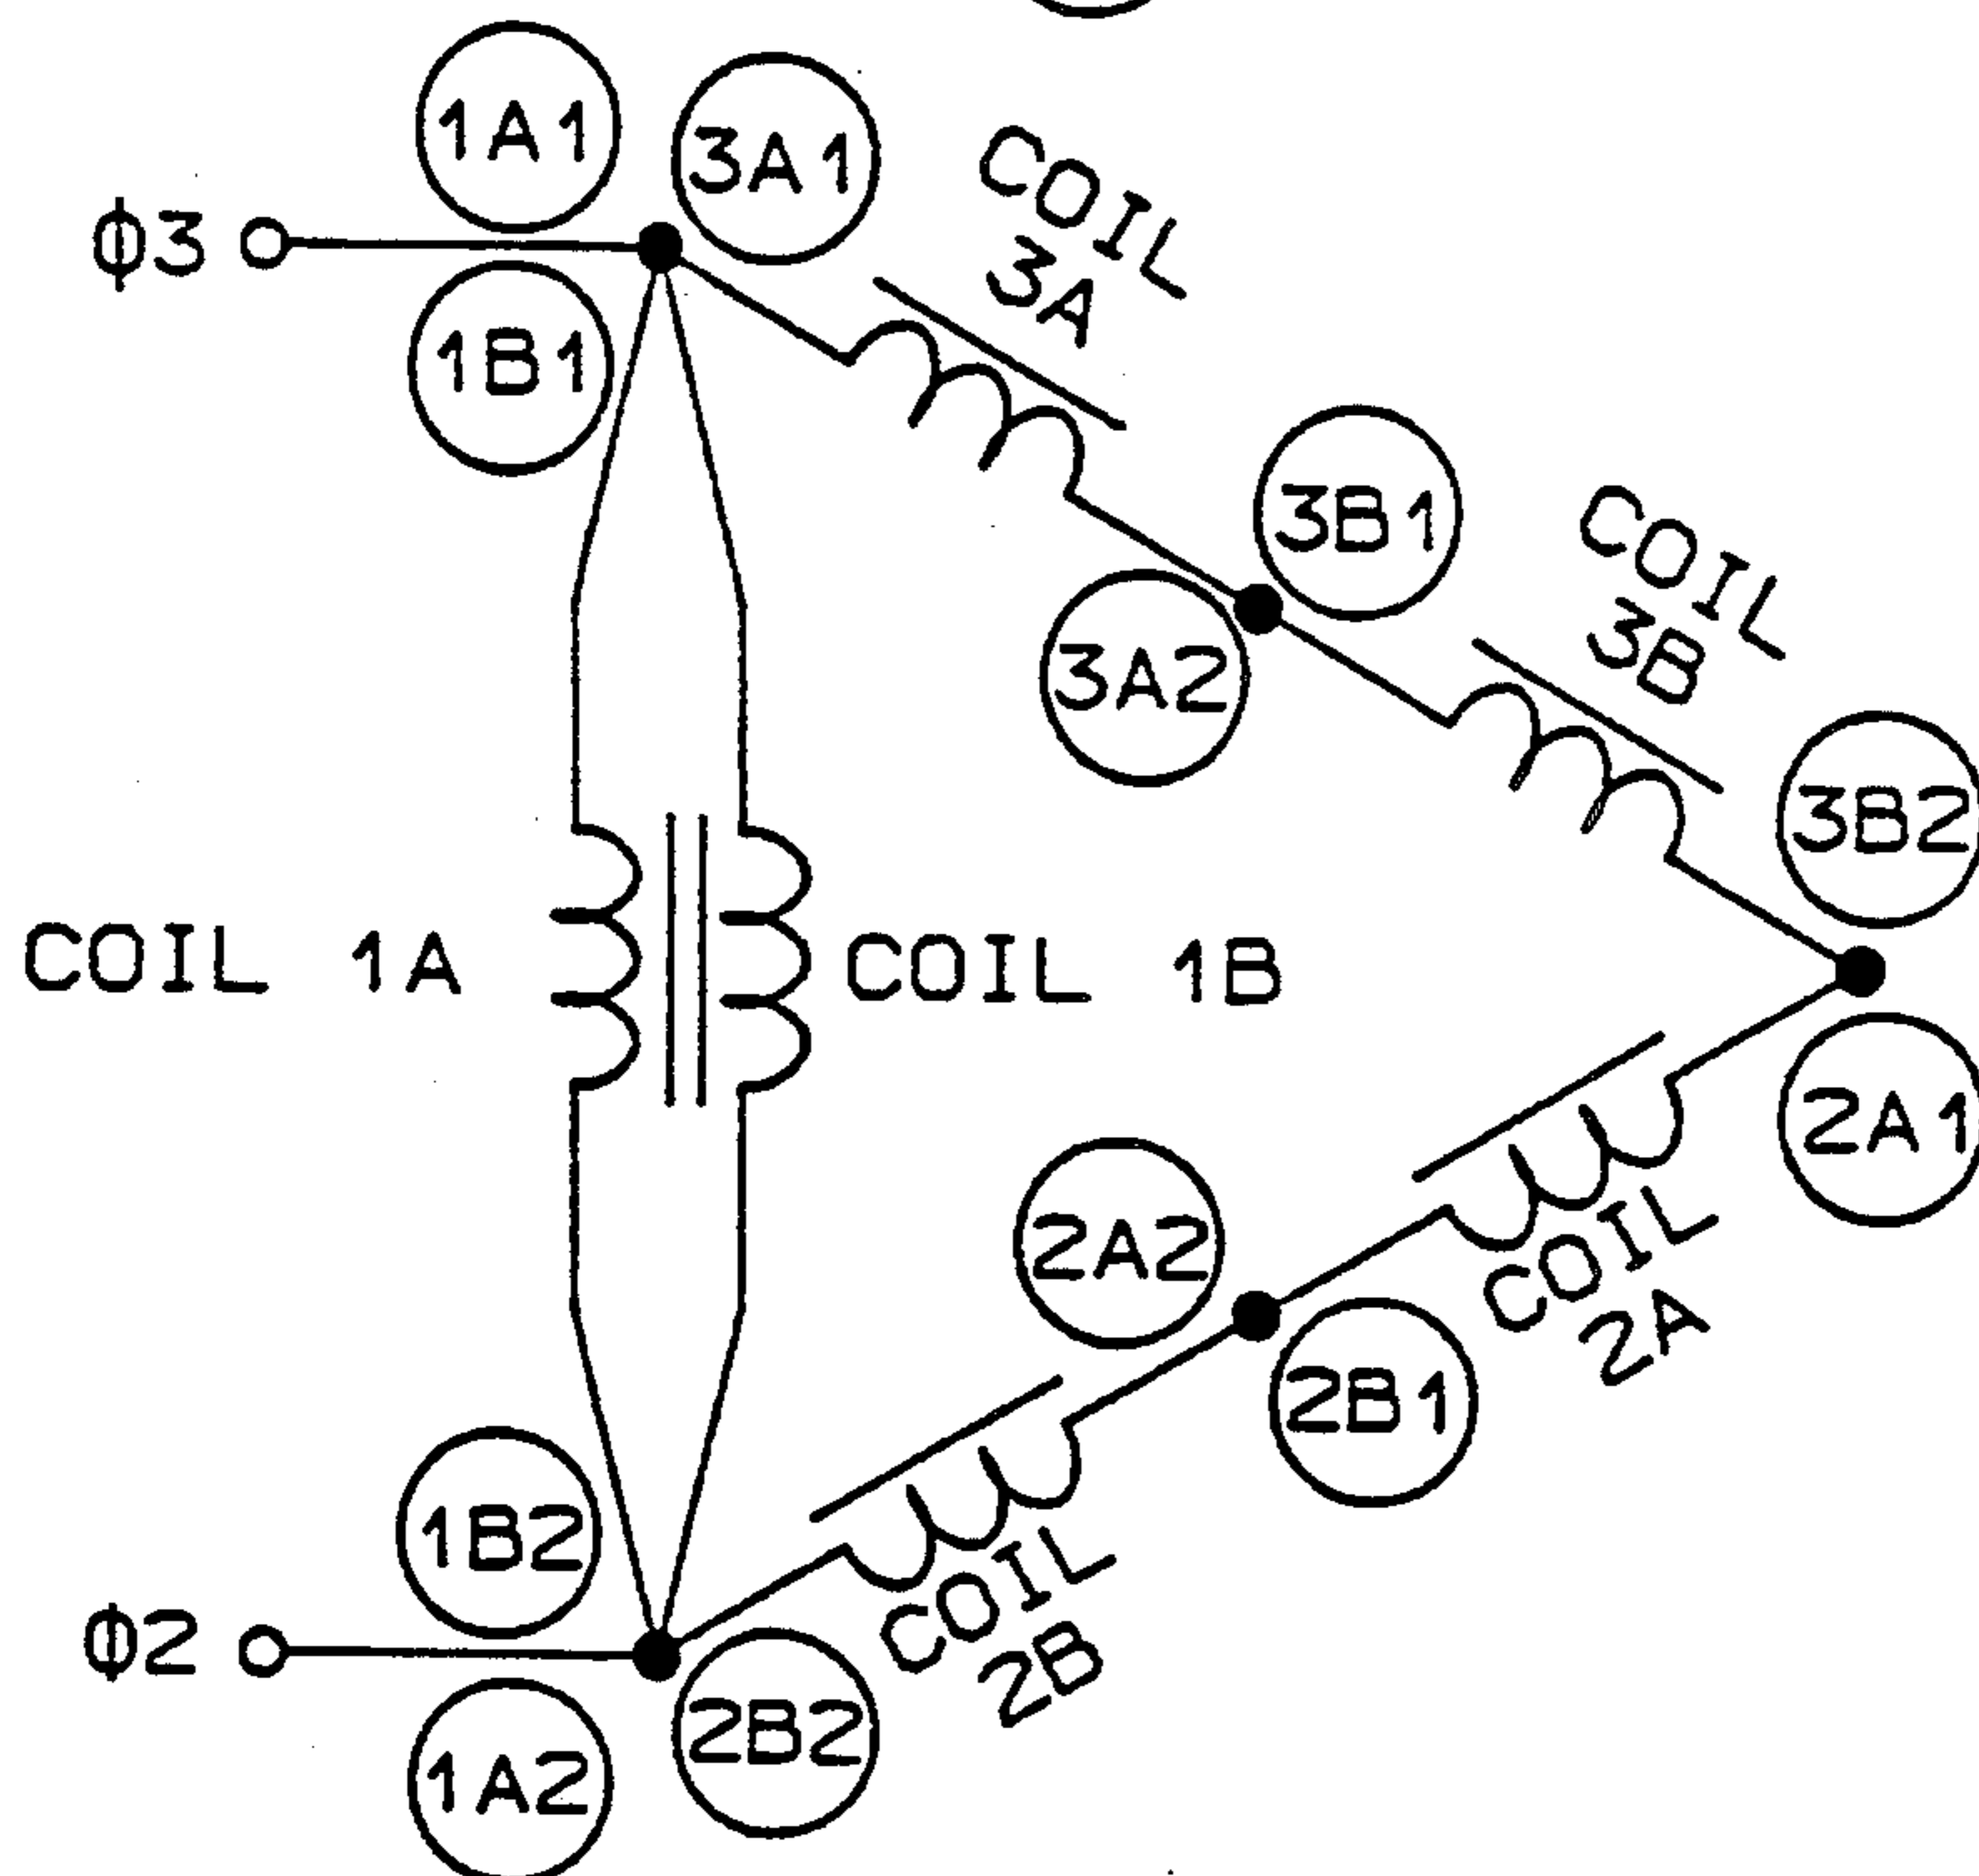 1A1
3A1
COIL
3A
ϕ3
1B1
3B1
COIL
3B
3A2
3B2
COIL 1A
COIL 1B
2A1
2A2
COIL
2A
2B1
1B2
COIL
2B
ϕ2
2B2
1A2